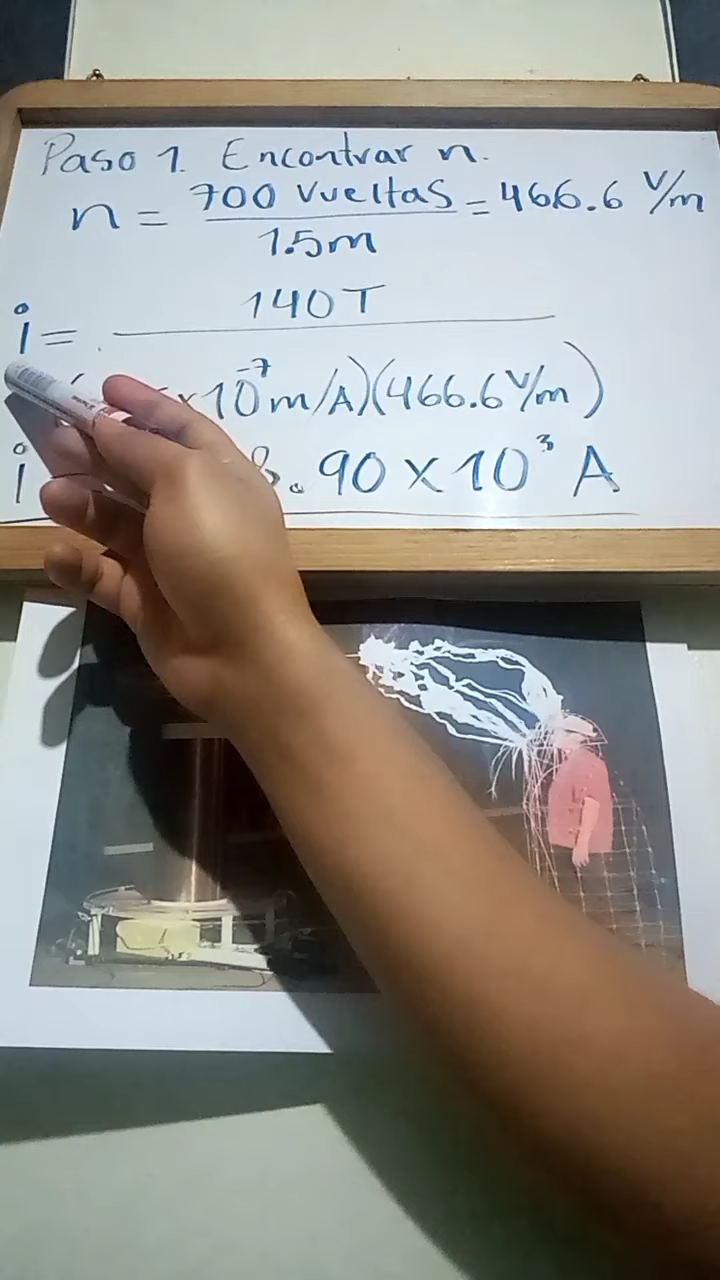 Paso 1. Encontrar n.
n = 700 Vueltas / 1.5m = 466.6 V/m
i = 140T
x10⁻⁷m/A)(466.6 V/m)
i 8.90 x 10³ A